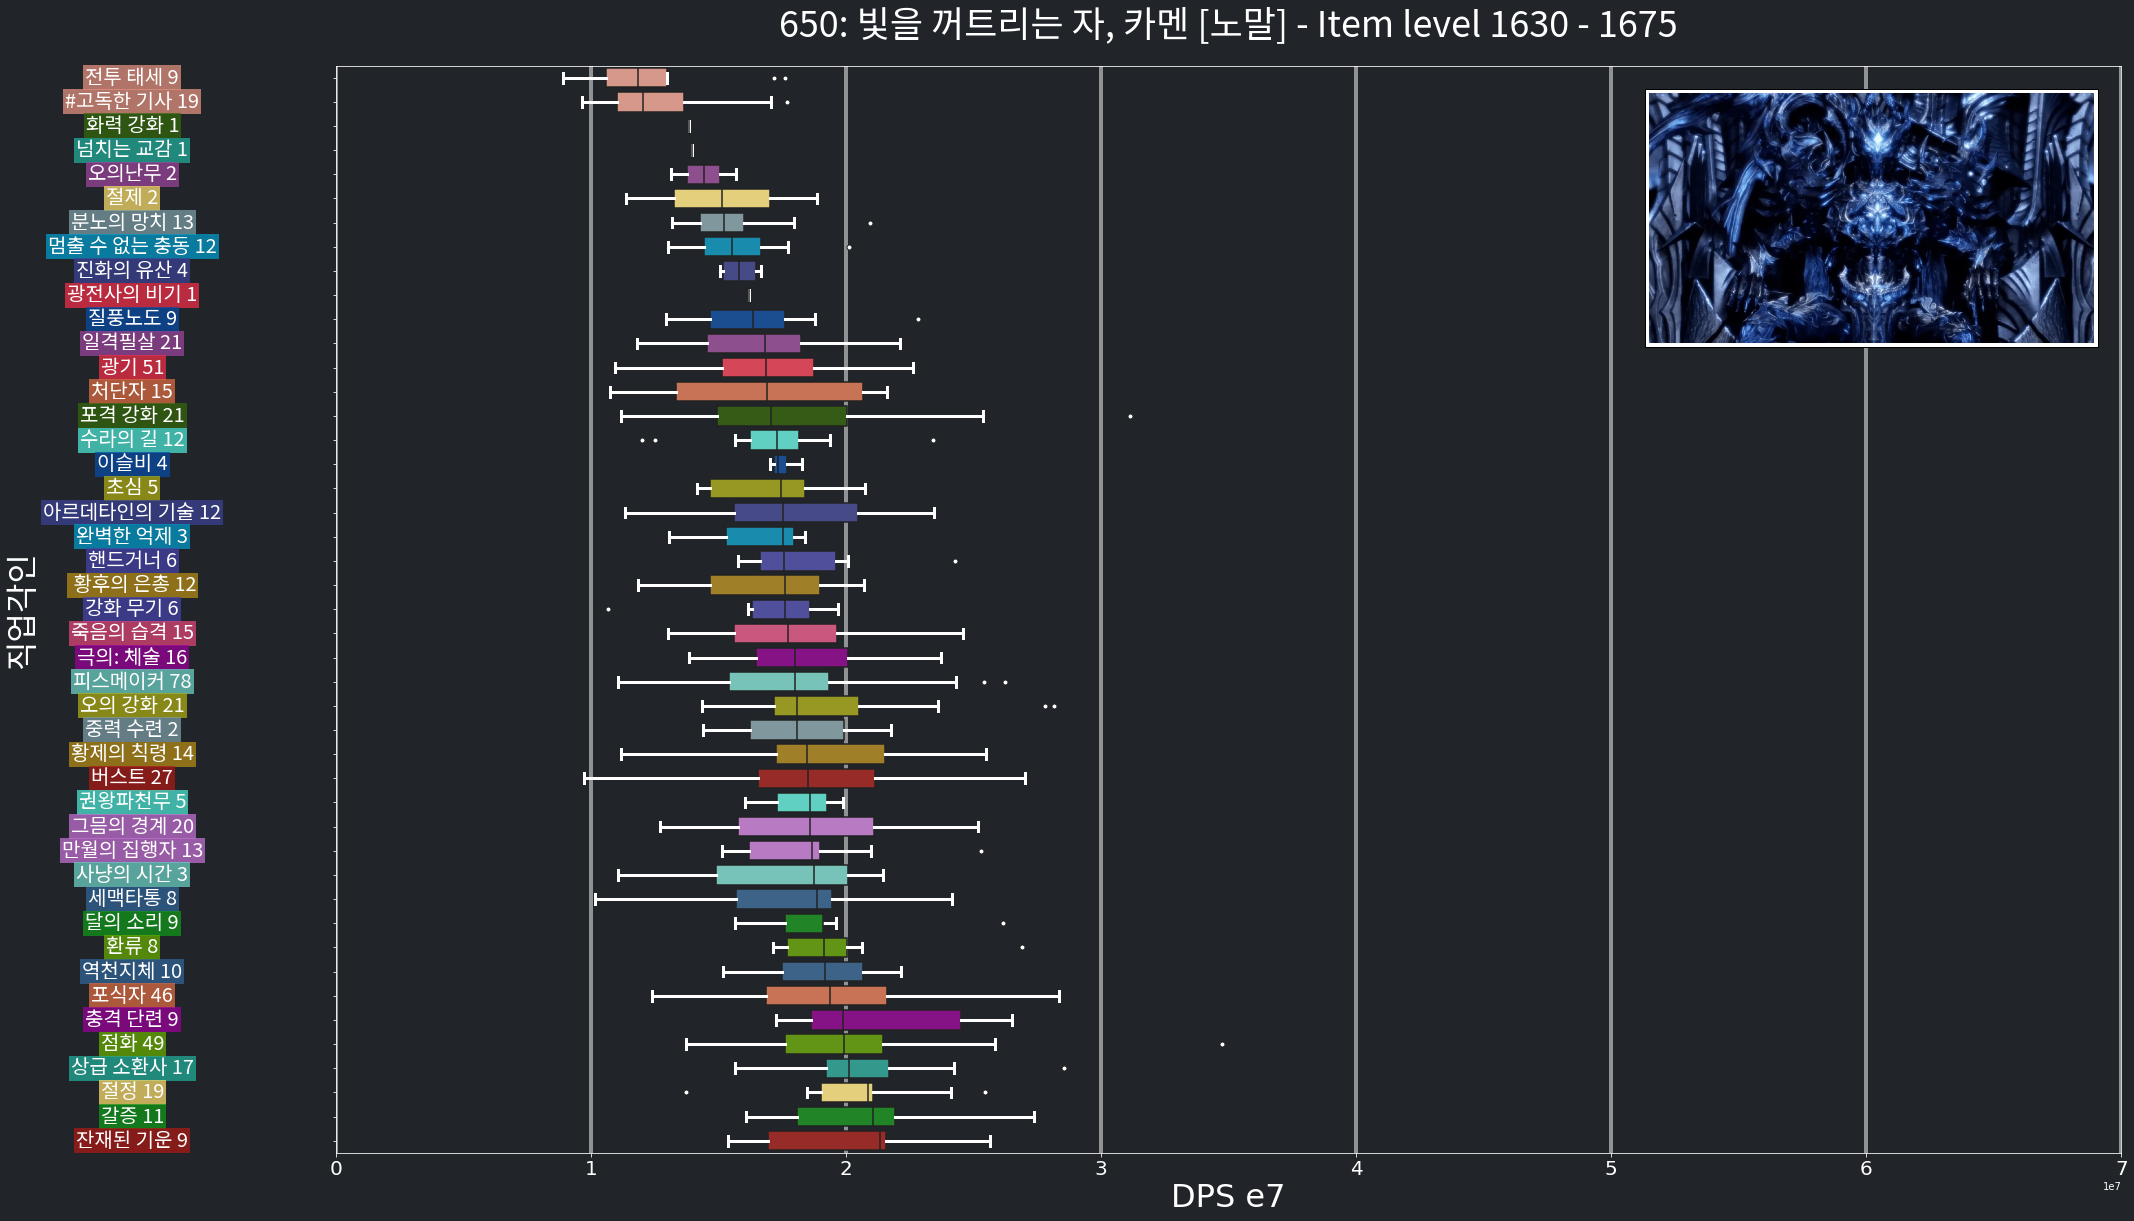 650: 빛을 꺼트리는 자, 카멘 [노말] - Item level 1630 - 1675
전투 태세 9
#고독한 기사 19
화력 강화 1
넘치는 교감 1
오의난무 2
절제 2
분노의 망치 13
멈출 수 없는 충동 12
진화의 유산 4
광전사의 비기 1
질풍노도 9
일격필살 21
광기 51
처단자 15
포격 강화 21
수라의 길 12
이슬비 4
초심 5
아르데타인의 기술 12
완벽한 억제 3
핸드거너 6
황후의 은총 12
강화 무기 6
죽음의 습격 15
극의: 체술 16
피스메이커 78
오의 강화 21
중력 수련 2
황제의 칙령 14
버스트 27
권왕파천무 5
그믐의 경계 20
만월의 집행자 13
사냥의 시간 3
세맥타통 8
달의 소리 9
환류 8
역천지체 10
포식자 46
충격 단련 9
점화 49
상급 소환사 17
절정 19
갈증 11
잔재된 기운 9
직업각인
0 1 2 3 4 5 6 7
DPS e7
1e7